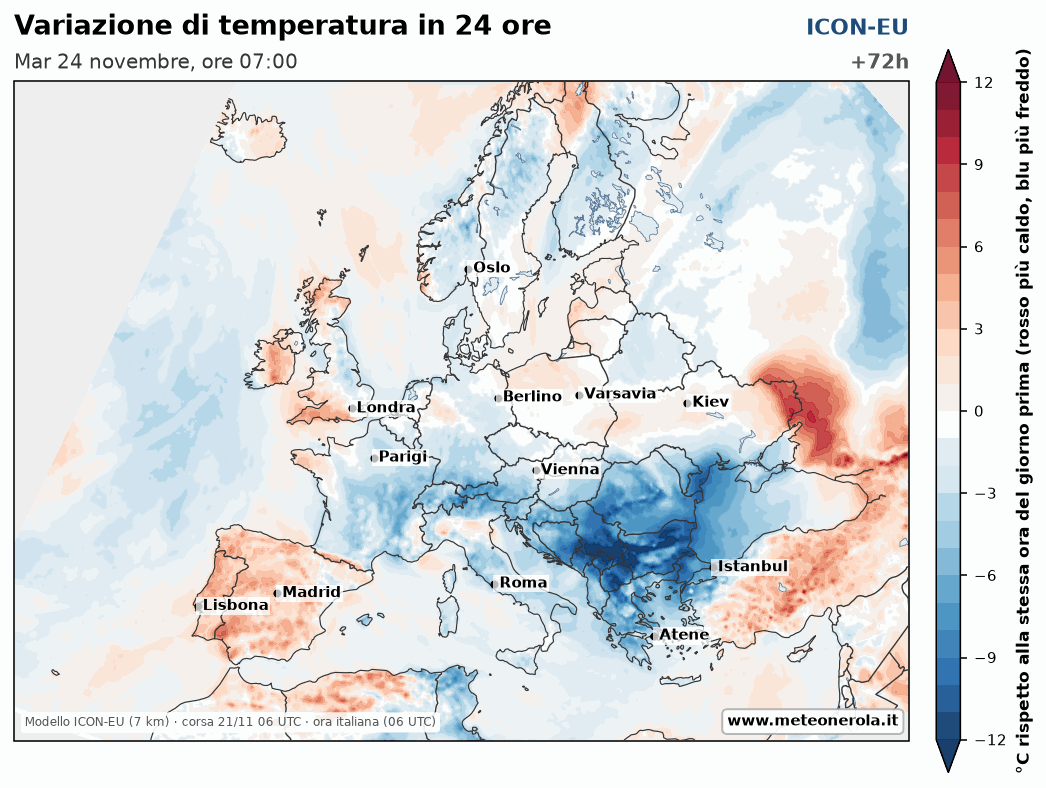 Variazione di temperatura in 24 ore
ICON-EU
Mar 24 novembre, ore 07:00
+72h
12
9
6
3
0
−3
−6
−9
−12
°C rispetto alla stessa ora del giorno prima (rosso più caldo, blu più freddo)
Oslo
Londra
Berlino
Varsavia
Kiev
Parigi
Vienna
Istanbul
Roma
Madrid
Lisbona
Atene
Modello ICON-EU (7 km) · corsa 21/11 06 UTC · ora italiana (06 UTC)
www.meteonerola.it